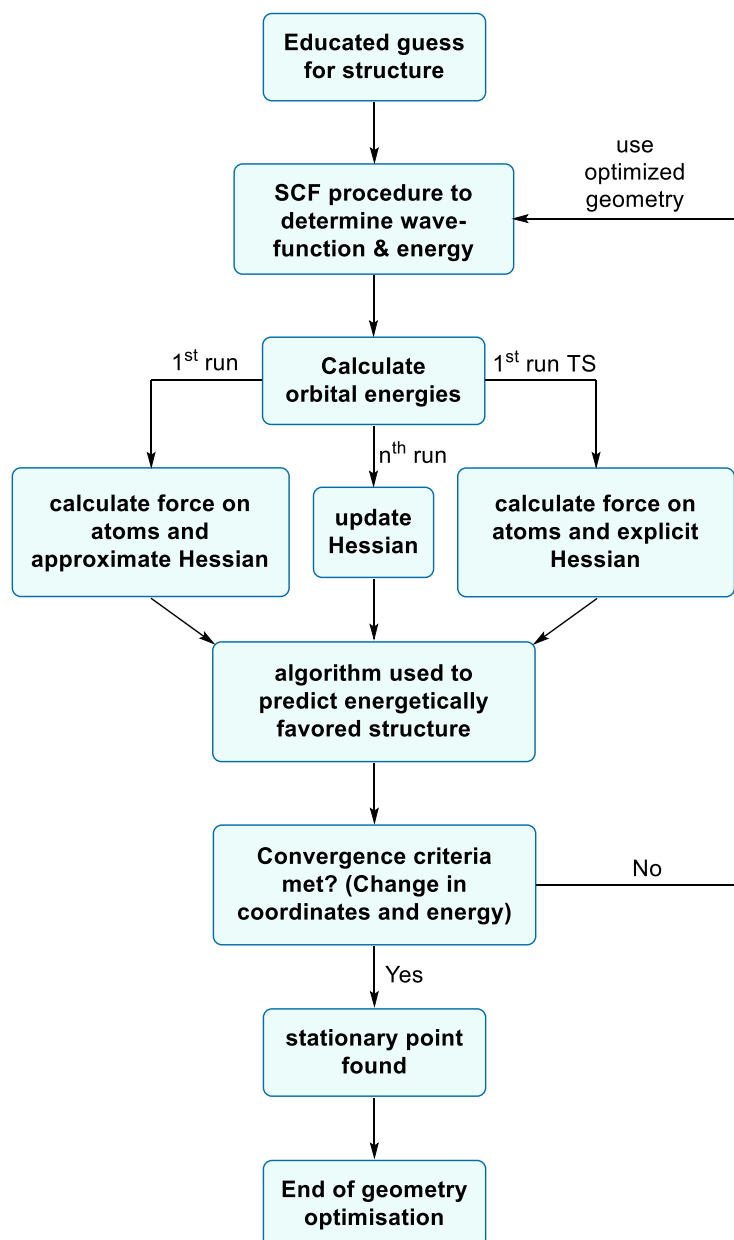 Educated guess
for structure
use
optimized
geometry
SCF procedure to
determine wave-
function & energy
1st run
Calculate
orbital energies
1st run TS
nth run
calculate force on
atoms and
approximate Hessian
update
Hessian
calculate force on
atoms and explicit
Hessian
algorithm used to
predict energetically
favored structure
Convergence criteria
met? (Change in
coordinates and energy)
No
Yes
stationary point
found
End of geometry
optimisation